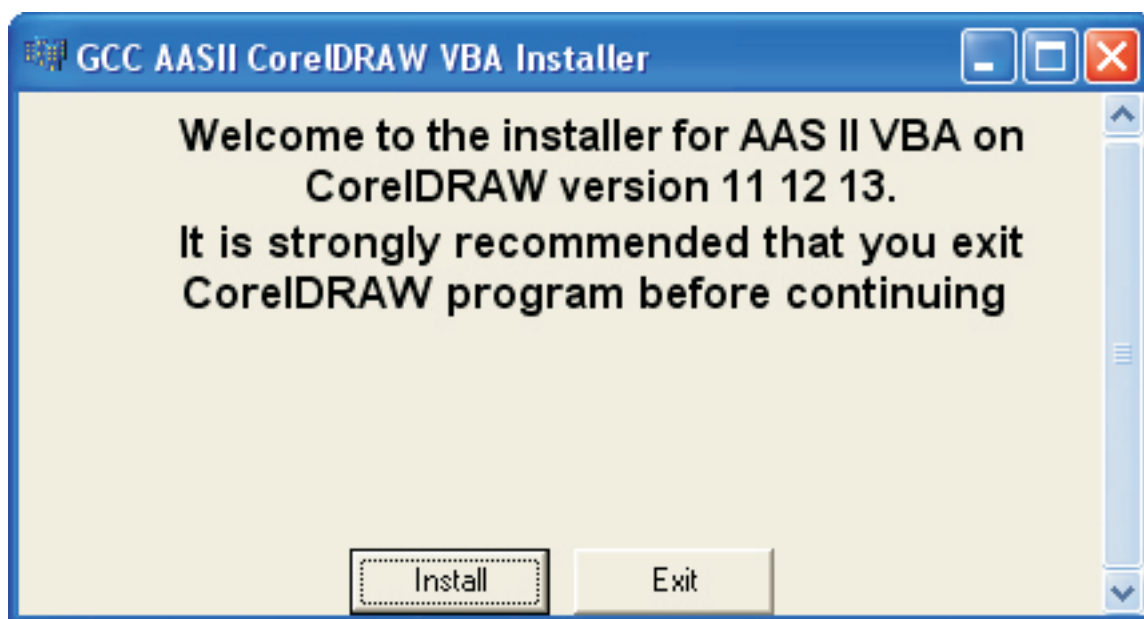 GCC AASII CorelDRAW VBA Installer
Welcome to the installer for AAS II VBA on
CorelDRAW version 11 12 13.
It is strongly recommended that you exit
CorelDRAW program before continuing
Install Exit